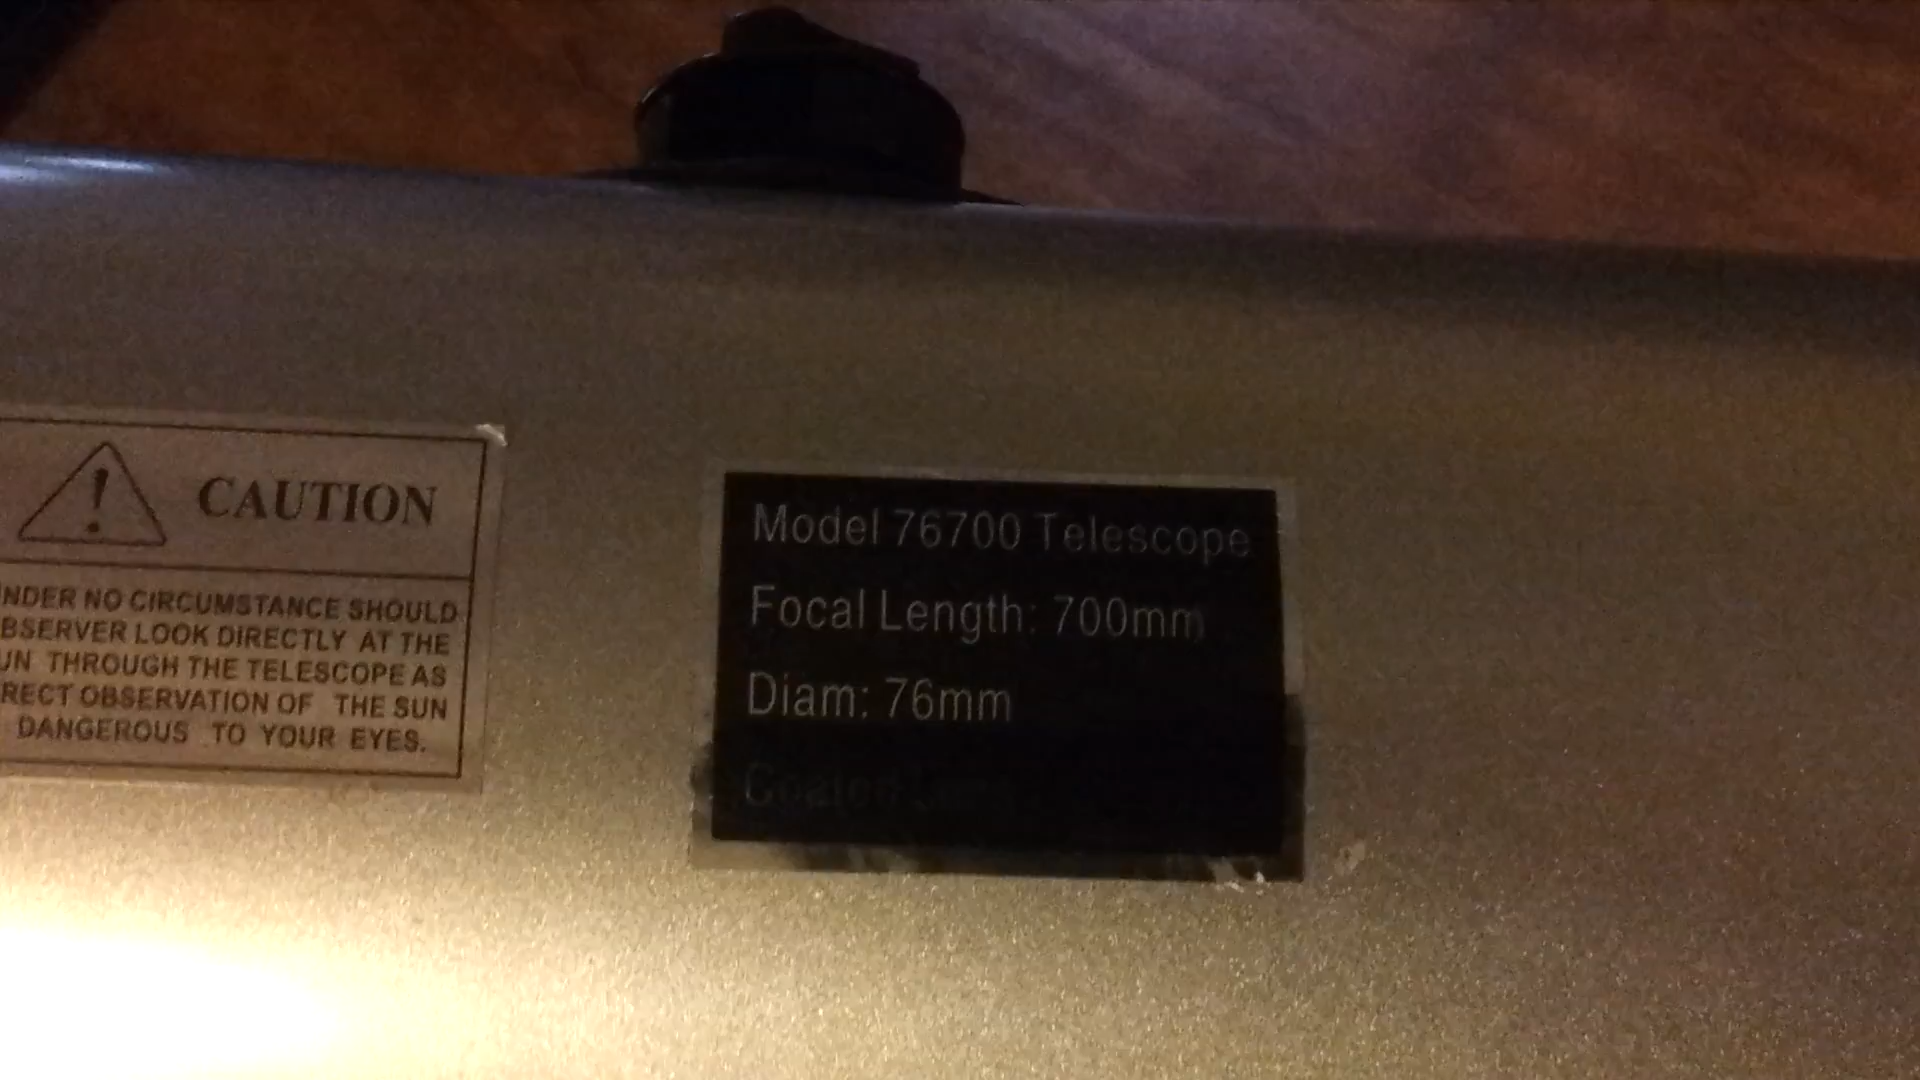 CAUTION
NDER NO CIRCUMSTANCE SHOULD
BSERVER LOOK DIRECTLY AT THE
UN THROUGH THE TELESCOPE AS
RECT OBSERVATION OF THE SUN
DANGEROUS TO YOUR EYES.
Model 76700 Telescope
Focal Length: 700mm
Diam: 76mm
Coated